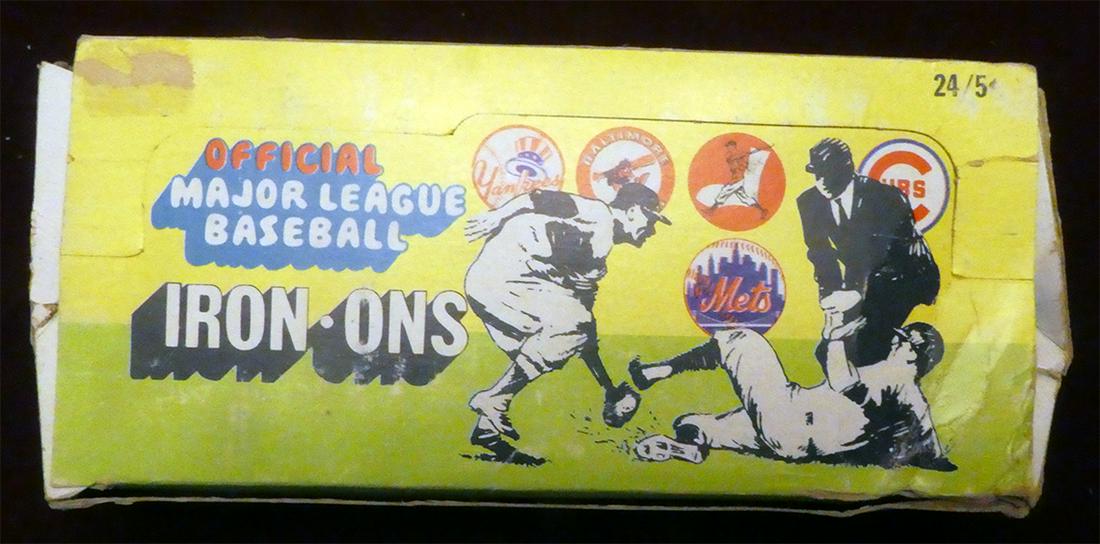 24/5¢
OFFICIAL
MAJOR LEAGUE
BASEBALL
IRON·ONS
Yankees
BALTIMORE
CUBS
Mets